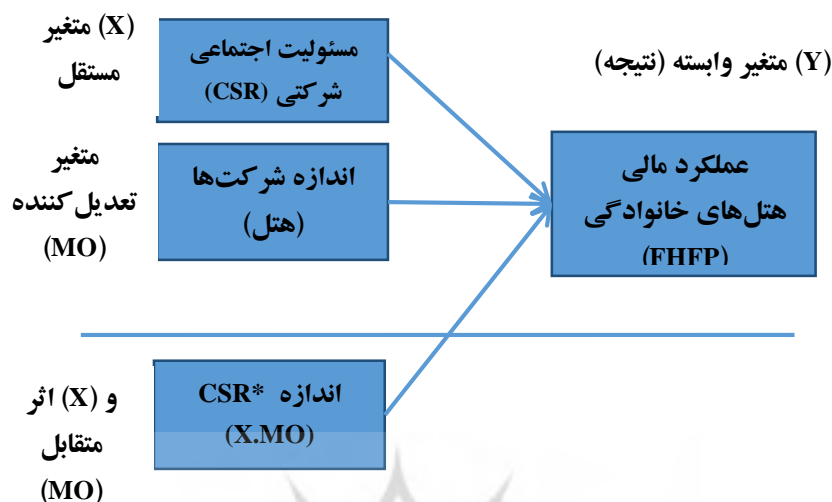 (X) متغیر
مستقل
مسئولیت اجتماعی
شرکتی (CSR)
(Y) متغیر وابسته (نتیجه)
متغیر
تعدیل کننده
(MO)
اندازه شرکت‌ها
(هتل)
عملکرد مالی
هتل‌های خانوادگی
(FHFP)
و (X) اثر
متقابل
(MO)
اندازه *CSR
(X.MO)